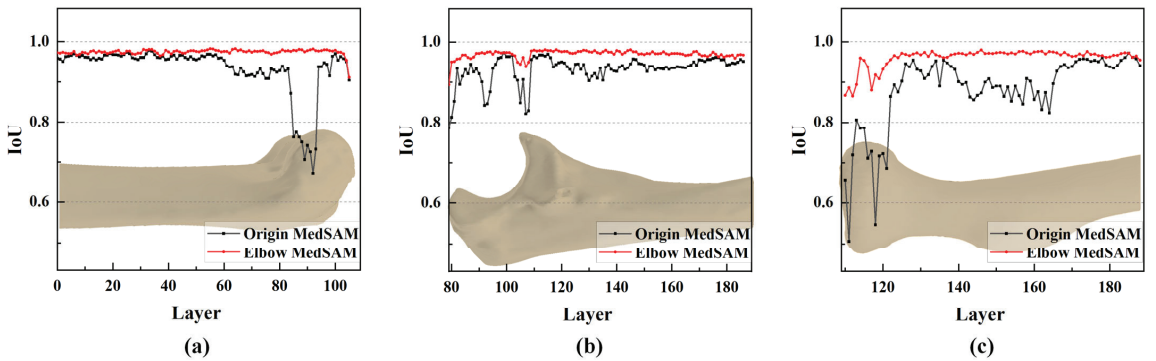 1.0
0.8
0.6
IoU
Origin MedSAM
Elbow MedSAM
0 20 40 60 80 100
Layer
(a)
1.0
0.8
0.6
IoU
Origin MedSAM
Elbow MedSAM
80 100 120 140 160 180
Layer
(b)
1.0
0.8
0.6
IoU
Origin MedSAM
Elbow MedSAM
120 140 160 180
Layer
(c)